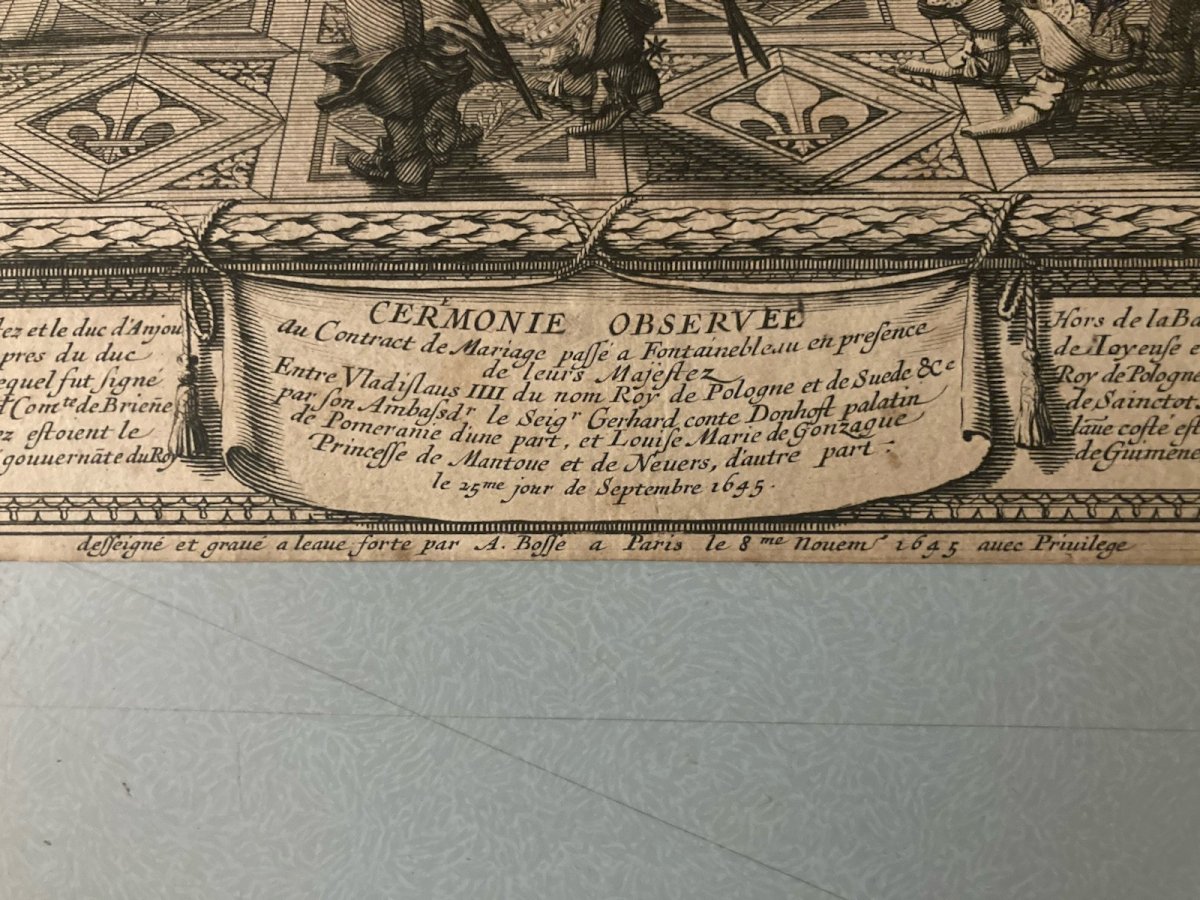 tez et le duc d'Anjou
pres du duc
equel fut signé
Comte de Brieñe
ez estoient le
gouuernāte du Roy
CERÉMONIE OBSERVÉE
au Contract de Mariage passé a Fontainebleau en presence
de leurs Majestez
Entre Vladislaus IIII du nom Roy de Pologne et de Suede &c
par son Ambassdr le Seigr Gerhard conte Donhoft palatin
de Pomeranie d'une part, et Louise Marie de Gonzague
Princesse de Mantoue et de Neuers, d'autre part.
le 25me jour de Septembre 1645.
Hors de la Ba
de Ioyeuse e
Roy de Pologne
de Sainctot
laue coste est
de Guimene
desseigné et graué a leaue forte par A. Bosse a Paris le 8me Nouemr 1645 auec Priuilege